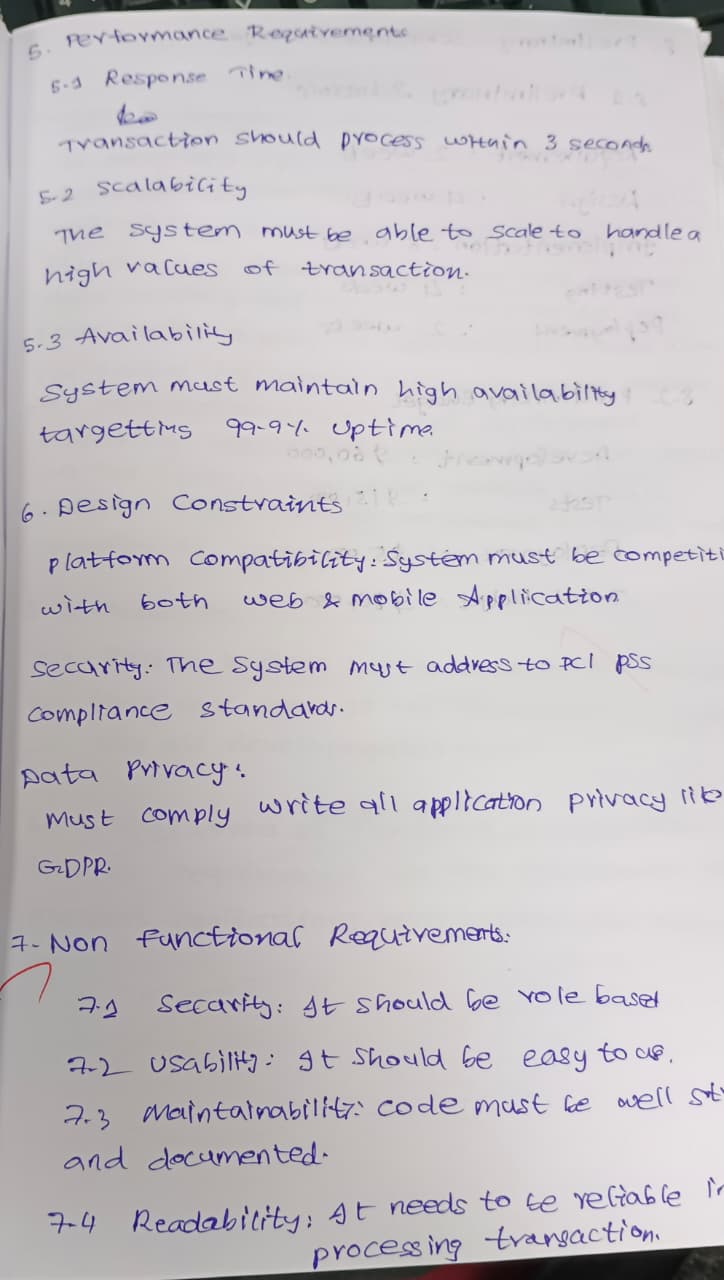 5. Performance Requirements
5.1 Response Time
Transaction should process within 3 seconds
5.2 Scalability
The system must be able to scale to handle a
high values of transaction.
5.3 Availability
System must maintain high availability
targetting 99.9% uptime
6. Design Constraints
platform compatibility: System must be competiti
with both web & mobile Application
Security: The System must address to PCI PSS
compliance standards.
Data Privacy:
Must comply write all application privacy lik
GDPR.
7- Non functional Requirements:
7.1 Security: It should be role based
7.2 Usability: It should be easy to use.
7.3 Maintainability: code must be well st
and documented.
7.4 Readability: It needs to be reliable in
processing transaction.